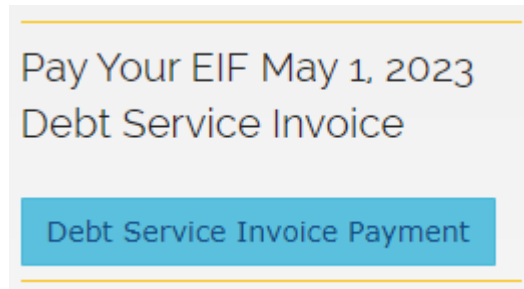 Pay Your EIF May 1, 2023
Debt Service Invoice
Debt Service Invoice Payment